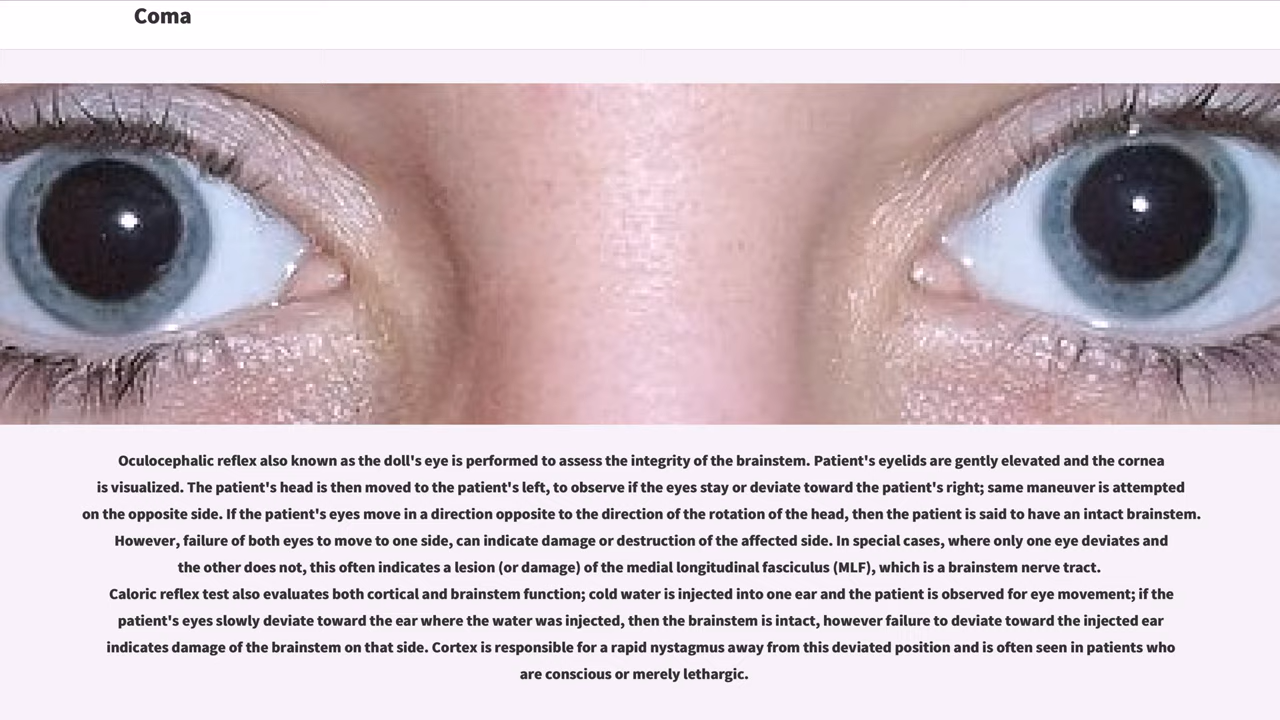 Coma
Oculocephalic reflex also known as the doll's eye is performed to assess the integrity of the brainstem. Patient's eyelids are gently elevated and the cornea
is visualized. The patient's head is then moved to the patient's left, to observe if the eyes stay or deviate toward the patient's right; same maneuver is attempted
on the opposite side. If the patient's eyes move in a direction opposite to the direction of the rotation of the head, then the patient is said to have an intact brainstem.
However, failure of both eyes to move to one side, can indicate damage or destruction of the affected side. In special cases, where only one eye deviates and
the other does not, this often indicates a lesion (or damage) of the medial longitudinal fasciculus (MLF), which is a brainstem nerve tract.
Caloric reflex test also evaluates both cortical and brainstem function; cold water is injected into one ear and the patient is observed for eye movement; if the
patient's eyes slowly deviate toward the ear where the water was injected, then the brainstem is intact, however failure to deviate toward the injected ear
indicates damage of the brainstem on that side. Cortex is responsible for a rapid nystagmus away from this deviated position and is often seen in patients who
are conscious or merely lethargic.